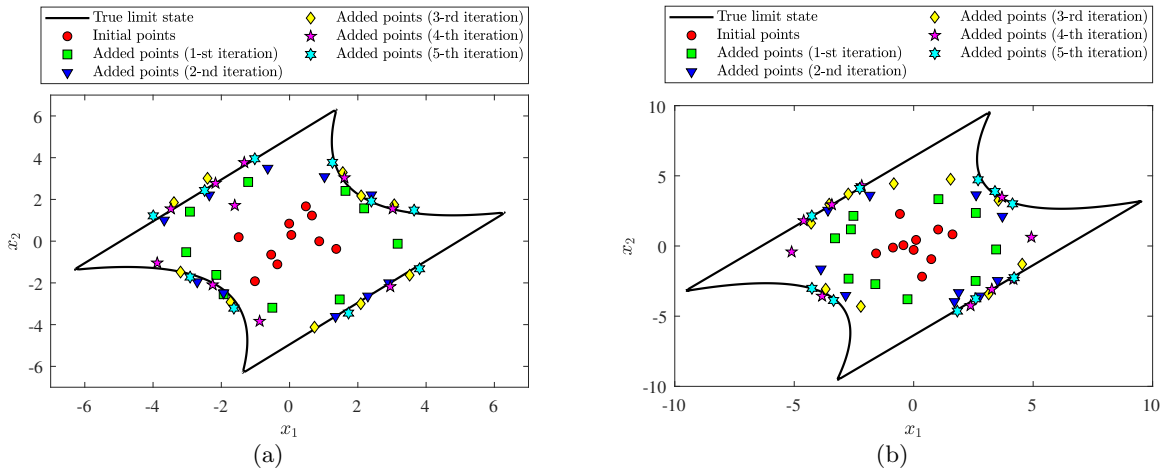 True limit state
Initial points
Added points (1-st iteration)
Added points (2-nd iteration)
Added points (3-rd iteration)
Added points (4-th iteration)
Added points (5-th iteration)
6
4
2
0
-2
-4
-6
x2
-6
-4
-2
0
2
4
6
x1
(a)
True limit state
Initial points
Added points (1-st iteration)
Added points (2-nd iteration)
Added points (3-rd iteration)
Added points (4-th iteration)
Added points (5-th iteration)
10
5
0
-5
-10
x2
-10
-5
0
5
10
x1
(b)